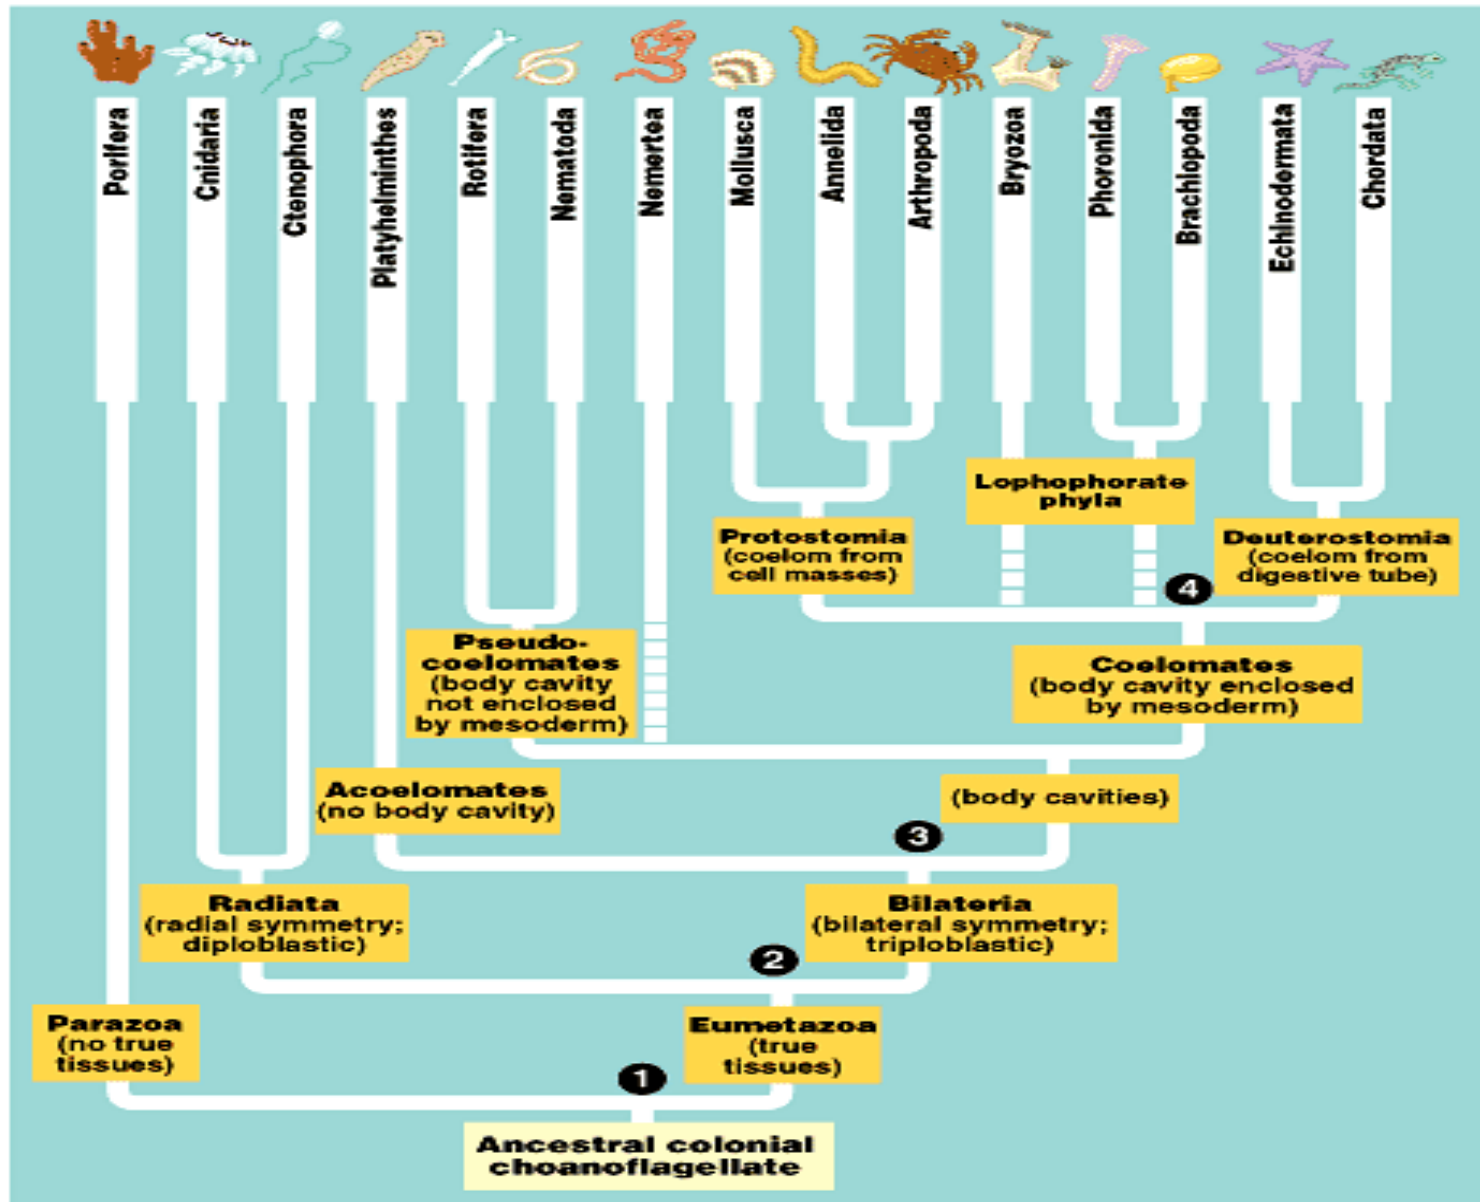 Porifera
Cnidaria
Ctenophora
Platyhelminthes
Rotifera
Nematoda
Nemertea
Mollusca
Annelida
Arthropoda
Bryozoa
Phoronida
Brachiopoda
Echinodermata
Chordata
Lophophorate
phyla
Protostomia
(coelom from
cell masses)
Deuterostomia
(coelom from
digestive tube)
4
Pseudo-
coelomates
(body cavity
not enclosed
by mesoderm)
Coelomates
(body cavity enclosed
by mesoderm)
Acoelomates
(no body cavity)
(body cavities)
3
Radiata
(radial symmetry;
diploblastic)
Bilateria
(bilateral symmetry;
triploblastic)
2
Parazoa
(no true
tissues)
Eumetazoa
(true
tissues)
1
Ancestral colonial
choanoflagellate